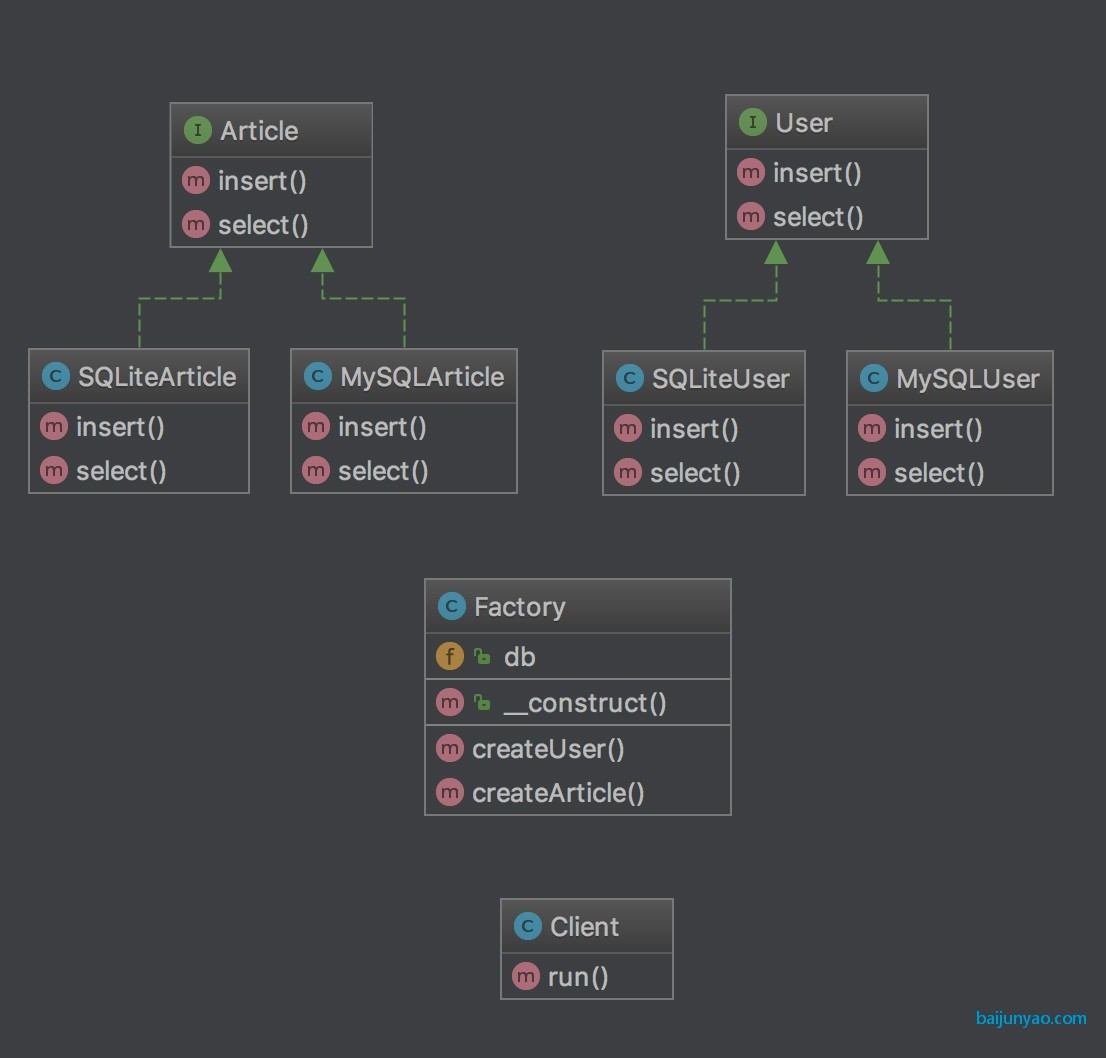 I Article
m insert()
m select()
I User
m insert()
m select()
C SQLiteArticle
m insert()
m select()
C MySQLArticle
m insert()
m select()
C SQLiteUser
m insert()
m select()
C MySQLUser
m insert()
m select()
C Factory
f db
m __construct()
m createUser()
m createArticle()
C Client
m run()
baijunyao.com